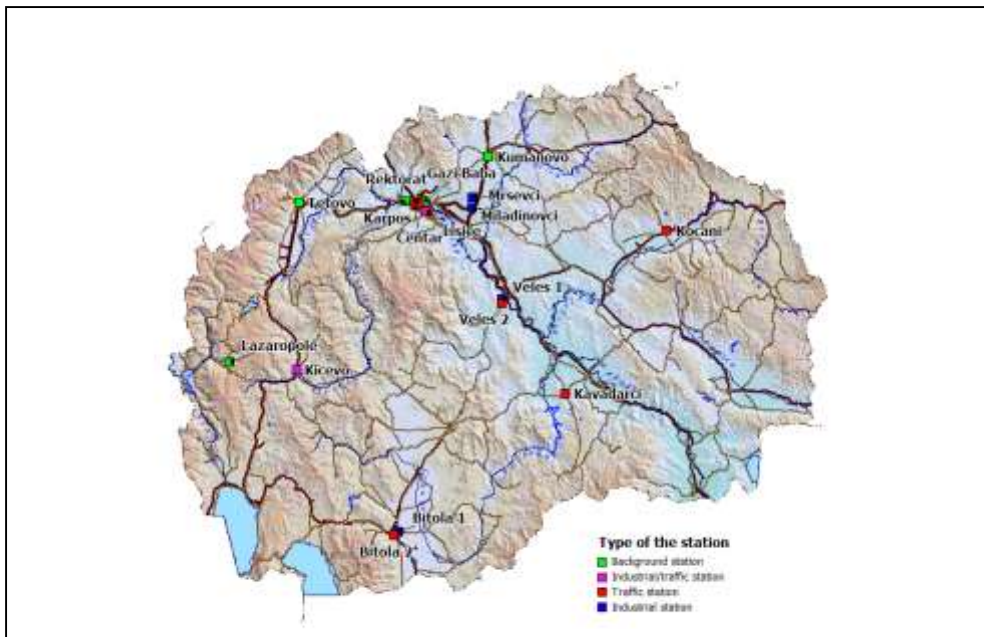 Kumanovo
Rektorat
Gazi Baba
Mrsevci
Tetovo
Karpos
Miladinovci
Lisice
Centar
Kocani
Veles 1
Veles 2
Lazaropole
Kicevo
Kavadarci
Bitola 1
Bitola 2
Type of the station
Background station
Industrial/traffic station
Traffic station
Industrial station